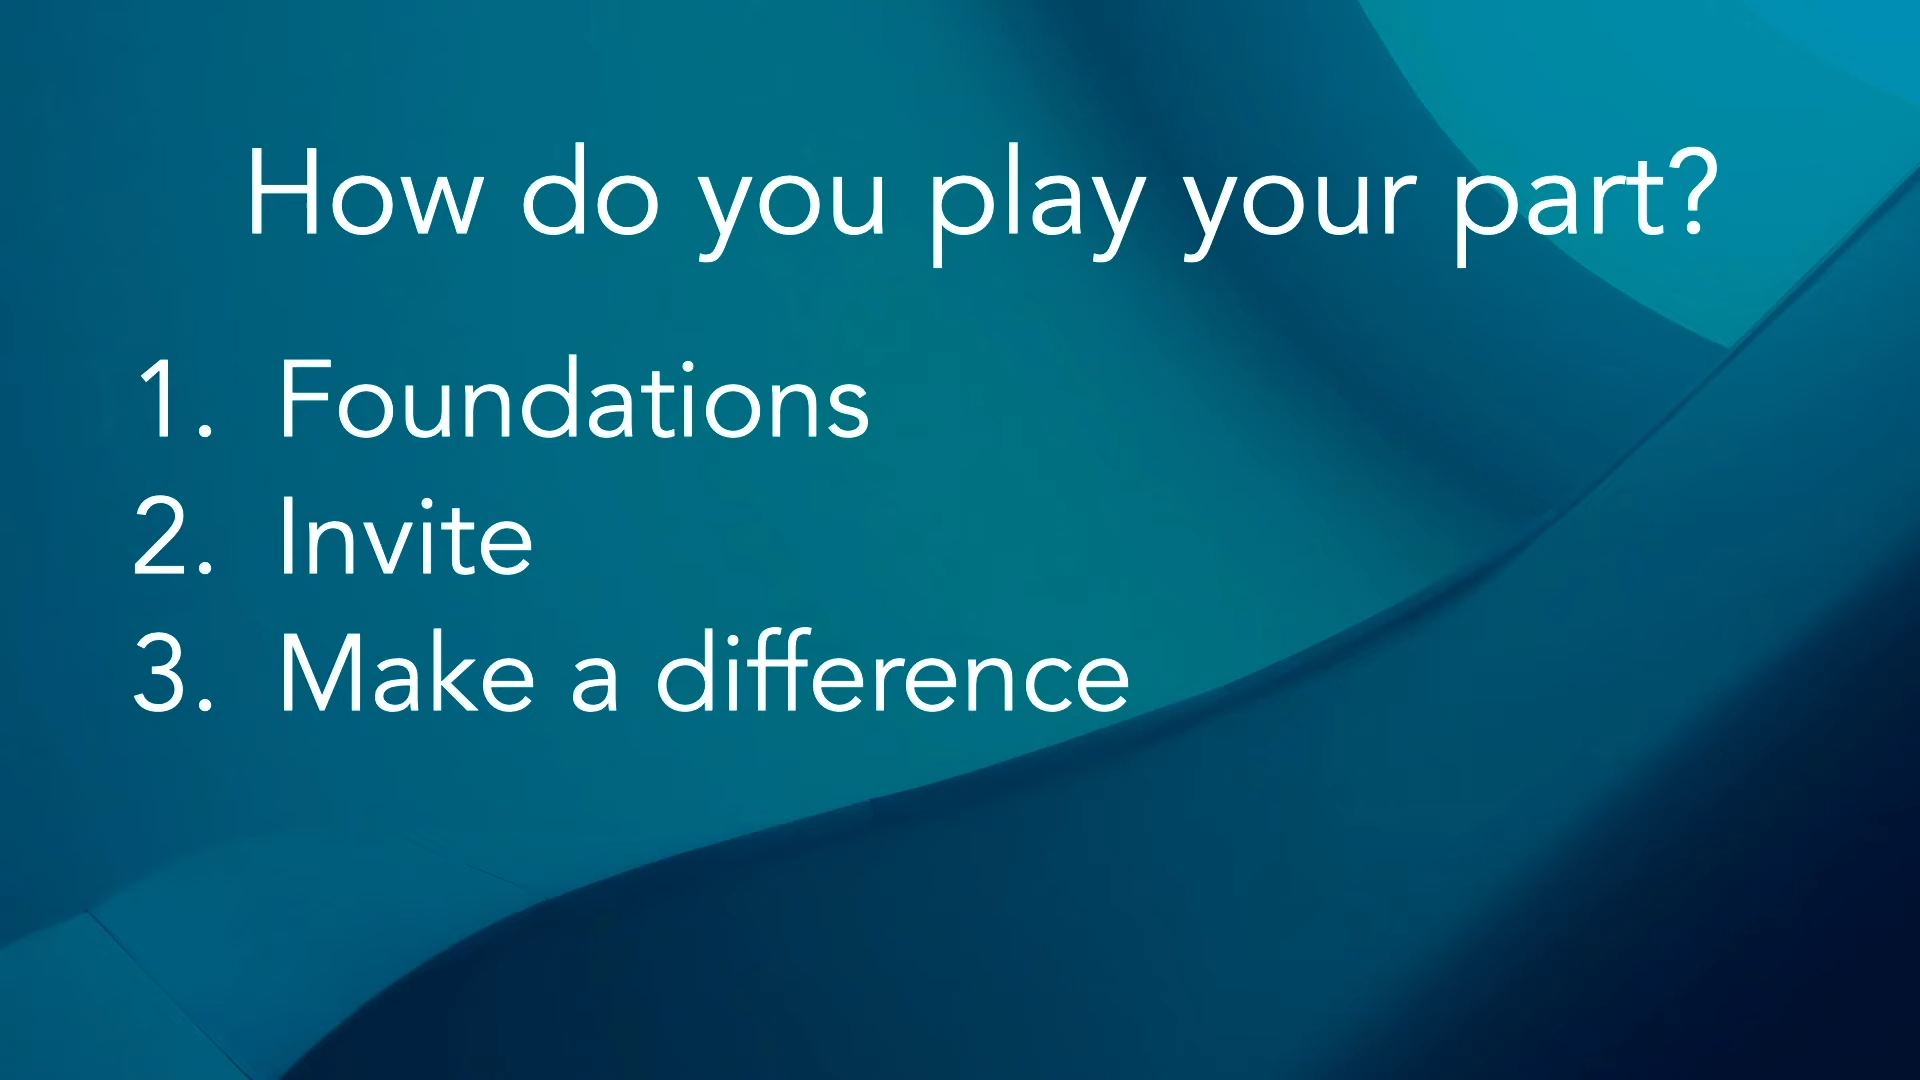 How do you play your part?
1. Foundations
2. Invite
3. Make a difference